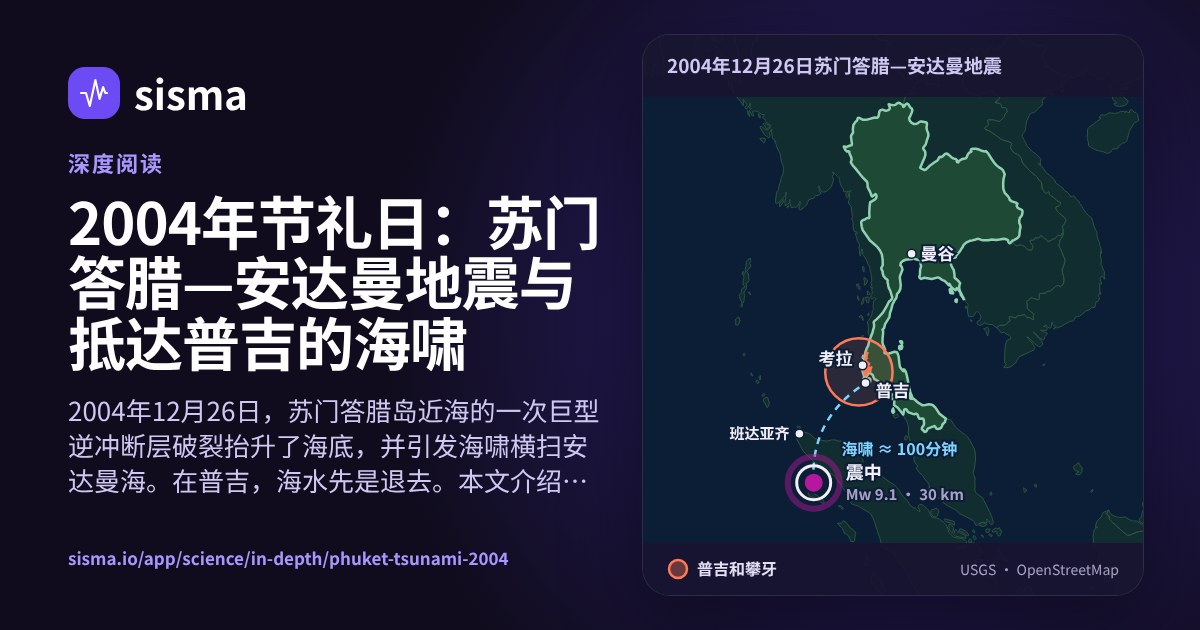 sisma
深度阅读
2004年节礼日：苏门
答腊—安达曼地震与
抵达普吉的海啸
2004年12月26日，苏门答腊岛近海的一次巨型
逆冲断层破裂抬升了海底，并引发海啸横扫安
达曼海。在普吉，海水先是退去。本文介绍…
sisma.io/app/science/in-depth/phuket-tsunami-2004
2004年12月26日苏门答腊—安达曼地震
曼谷
考拉
普吉
班达亚齐
海啸 ≈ 100分钟
震中
Mw 9.1 · 30 km
普吉和攀牙
USGS · OpenStreetMap